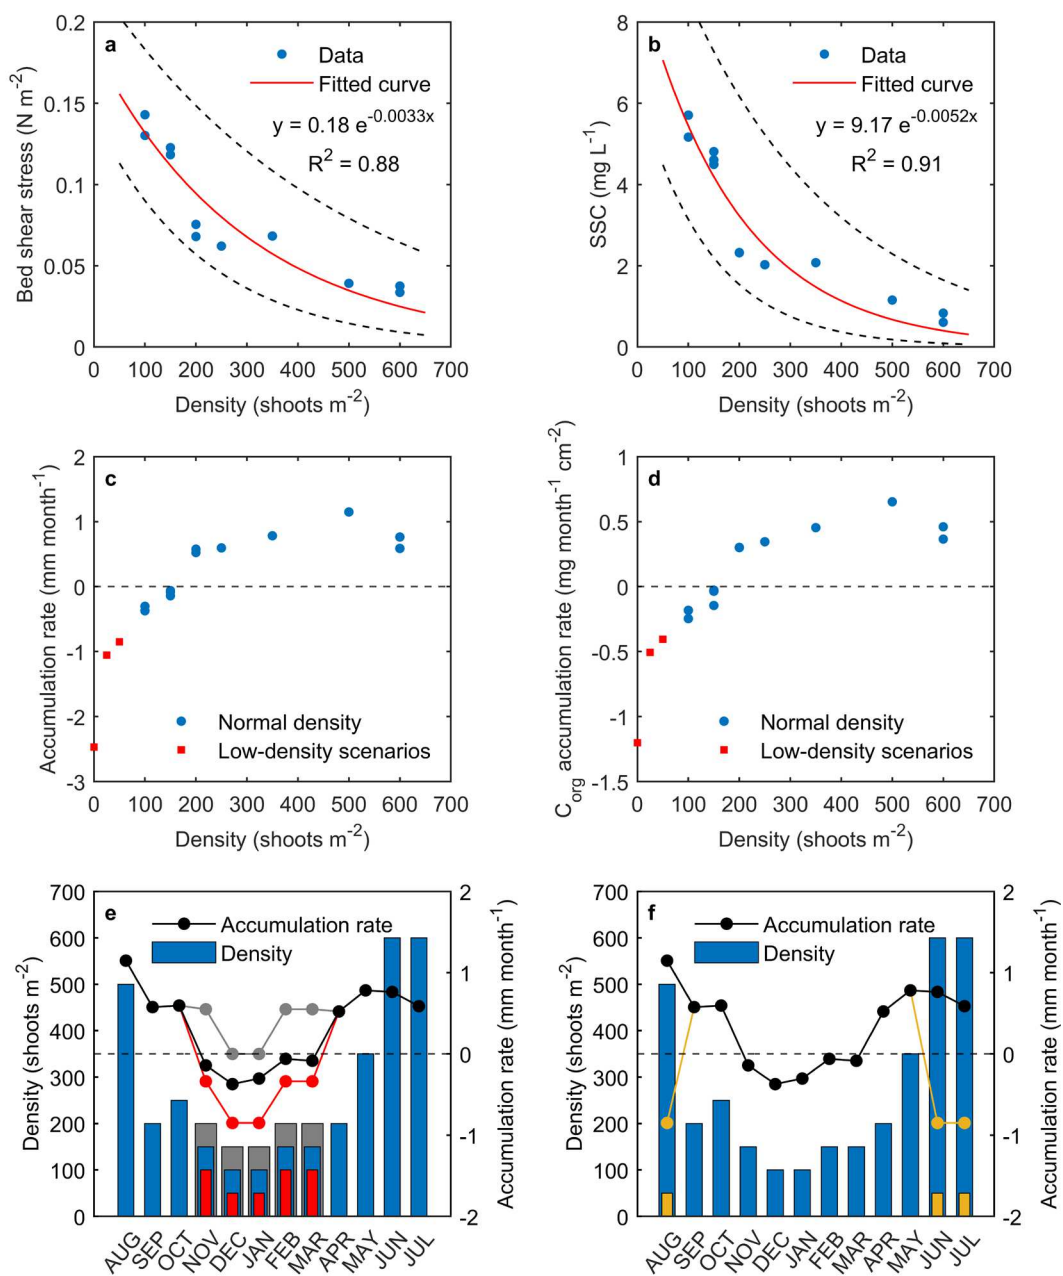 a
Data
Fitted curve
y = 0.18 e^-0.0033x
R^2 = 0.88
0.2
0.15
0.1
0.05
0
Bed shear stress (N m^-2)
0 100 200 300 400 500 600 700
Density (shoots m^-2)
b
Data
Fitted curve
y = 9.17 e^-0.0052x
R^2 = 0.91
8
6
4
2
0
SSC (mg L^-1)
0 100 200 300 400 500 600 700
Density (shoots m^-2)
c
2
1
0
-1
-2
-3
Accumulation rate (mm month^-1)
Normal density
Low-density scenarios
0 100 200 300 400 500 600 700
Density (shoots m^-2)
d
1
0.5
0
-0.5
-1
-1.5
C_org accumulation rate (mg month^-1 cm^-2)
Normal density
Low-density scenarios
0 100 200 300 400 500 600 700
Density (shoots m^-2)
e
Accumulation rate
Density
700
600
500
400
300
200
100
0
Density (shoots m^-2)
2
1
0
-1
-2
Accumulation rate (mm month^-1)
AUG SEP OCT NOV DEC JAN FEB MAR APR MAY JUN JUL
f
Accumulation rate
Density
700
600
500
400
300
200
100
0
Density (shoots m^-2)
2
1
0
-1
-2
Accumulation rate (mm month^-1)
AUG SEP OCT NOV DEC JAN FEB MAR APR MAY JUN JUL